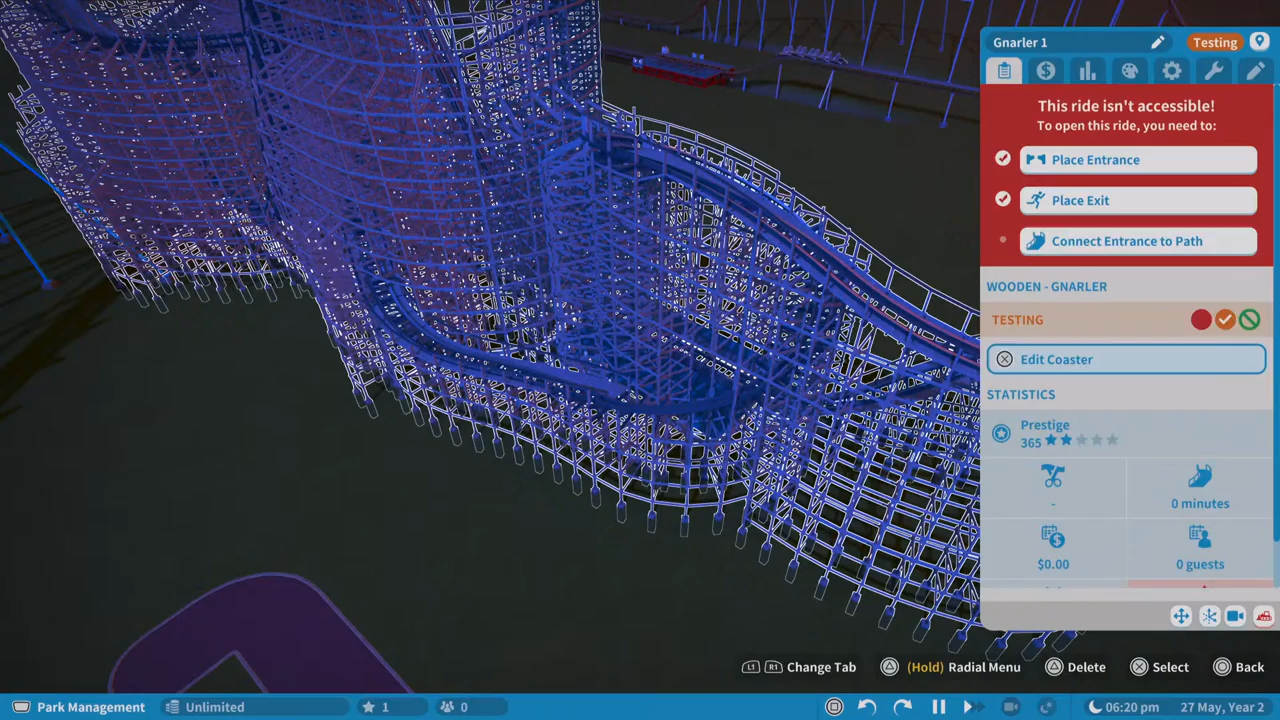 Gnarler 1
Testing
This ride isn't accessible!
To open this ride, you need to:
Place Entrance
Place Exit
Connect Entrance to Path
WOODEN - GNARLER
TESTING
Edit Coaster
STATISTICS
Prestige
365
-
0 minutes
$0.00
0 guests
L1 R1 Change Tab
(Hold) Radial Menu
Delete
Select
Back
Park Management
Unlimited
1
0
06:20 pm
27 May, Year 2